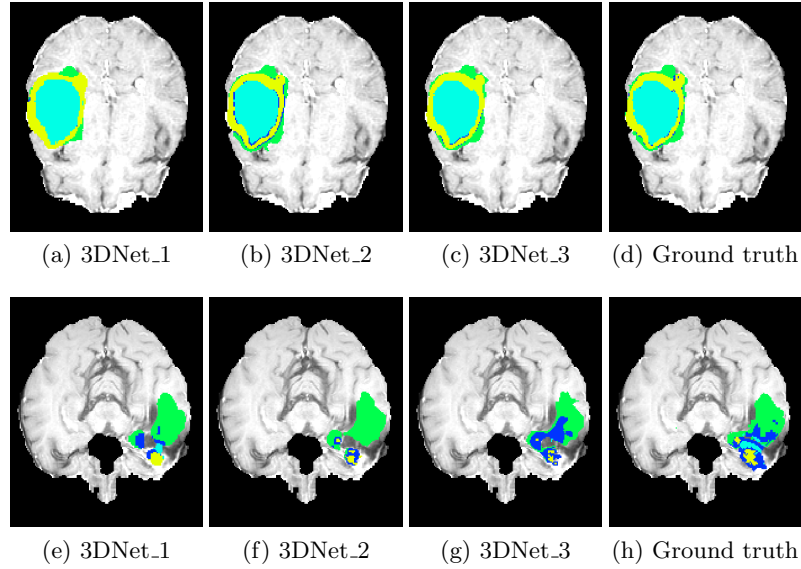 (a) 3DNet_1 (b) 3DNet_2 (c) 3DNet_3 (d) Ground truth
(e) 3DNet_1 (f) 3DNet_2 (g) 3DNet_3 (h) Ground truth